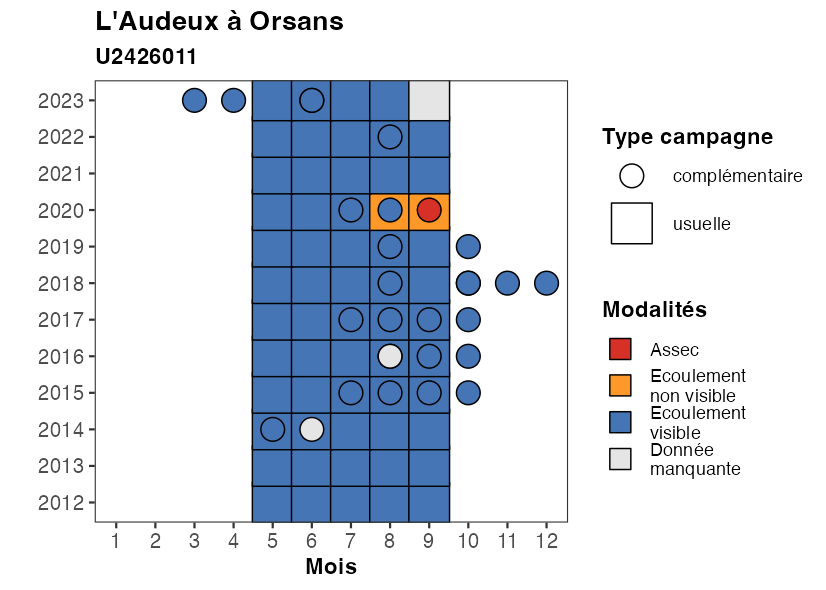 L'Audeux à Orsans
U2426011
2023
2022
2021
2020
2019
2018
2017
2016
2015
2014
2013
2012
1 2 3 4 5 6 7 8 9 10 11 12
Mois
Type campagne
complémentaire
usuelle
Modalités
Assec
Ecoulement
non visible
Ecoulement
visible
Donnée
manquante